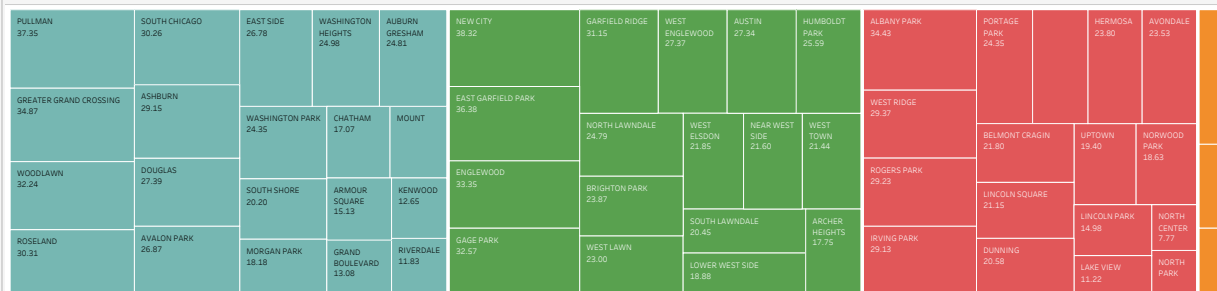 PULLMAN
37.35
GREATER GRAND CROSSING
34.87
WOODLAWN
32.24
ROSELAND
30.31
SOUTH CHICAGO
30.26
ASHBURN
29.15
DOUGLAS
27.39
AVALON PARK
26.87
EAST SIDE
26.78
WASHINGTON
HEIGHTS
24.98
AUBURN
GRESHAM
24.81
WASHINGTON PARK
24.35
CHATHAM
17.07
MOUNT
SOUTH SHORE
20.20
ARMOUR
SQUARE
15.13
KENWOOD
12.65
MORGAN PARK
18.18
GRAND
BOULEVARD
13.08
RIVERDALE
11.83
NEW CITY
38.32
EAST GARFIELD PARK
36.38
ENGLEWOOD
33.35
GAGE PARK
32.57
GARFIELD RIDGE
31.15
WEST
ENGLEWOOD
27.37
AUSTIN
27.34
HUMBOLDT
PARK
25.59
NORTH LAWNDALE
24.79
BRIGHTON PARK
23.87
WEST LAWN
23.00
WEST
ELSDON
21.85
NEAR WEST
SIDE
21.60
WEST
TOWN
21.44
SOUTH LAWNDALE
20.45
LOWER WEST SIDE
18.88
ARCHER
HEIGHTS
17.75
ALBANY PARK
34.43
WEST RIDGE
29.37
ROGERS PARK
29.23
IRVING PARK
29.13
PORTAGE
PARK
24.35
HERMOSA
23.80
AVONDALE
23.53
BELMONT CRAGIN
21.80
LINCOLN SQUARE
21.15
DUNNING
20.58
UPTOWN
19.40
NORWOOD
PARK
18.63
LINCOLN PARK
14.98
NORTH
CENTER
7.77
LAKE VIEW
11.22
NORTH
PARK